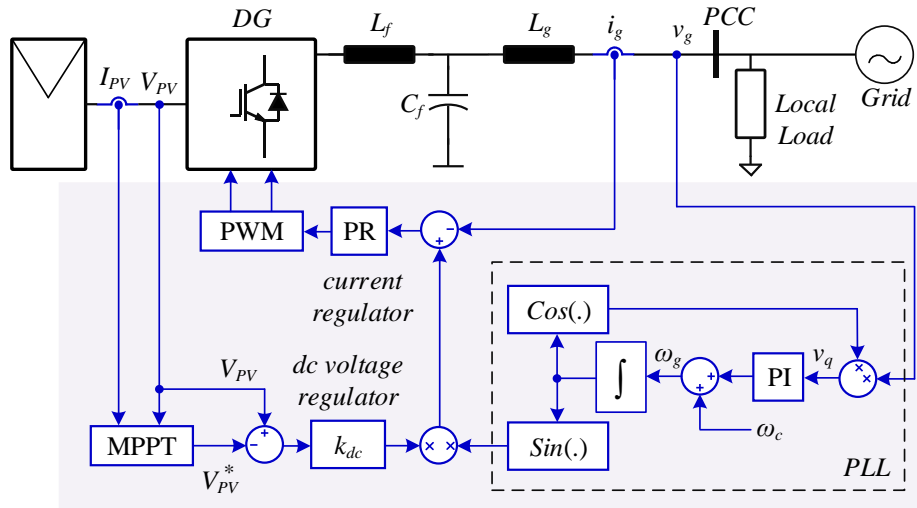 DG
L_f
L_g
i_g
v_g
PCC
I_PV
V_PV
C_f
Local
Load
Grid
PWM
PR
+
-
current
regulator
Cos(.)
ω_g
v_q
∫
+
+
PI
×
×
dc voltage
regulator
V_PV
MPPT
-
+
k_dc
×
×
Sin(.)
ω_c
V_PV^*
PLL